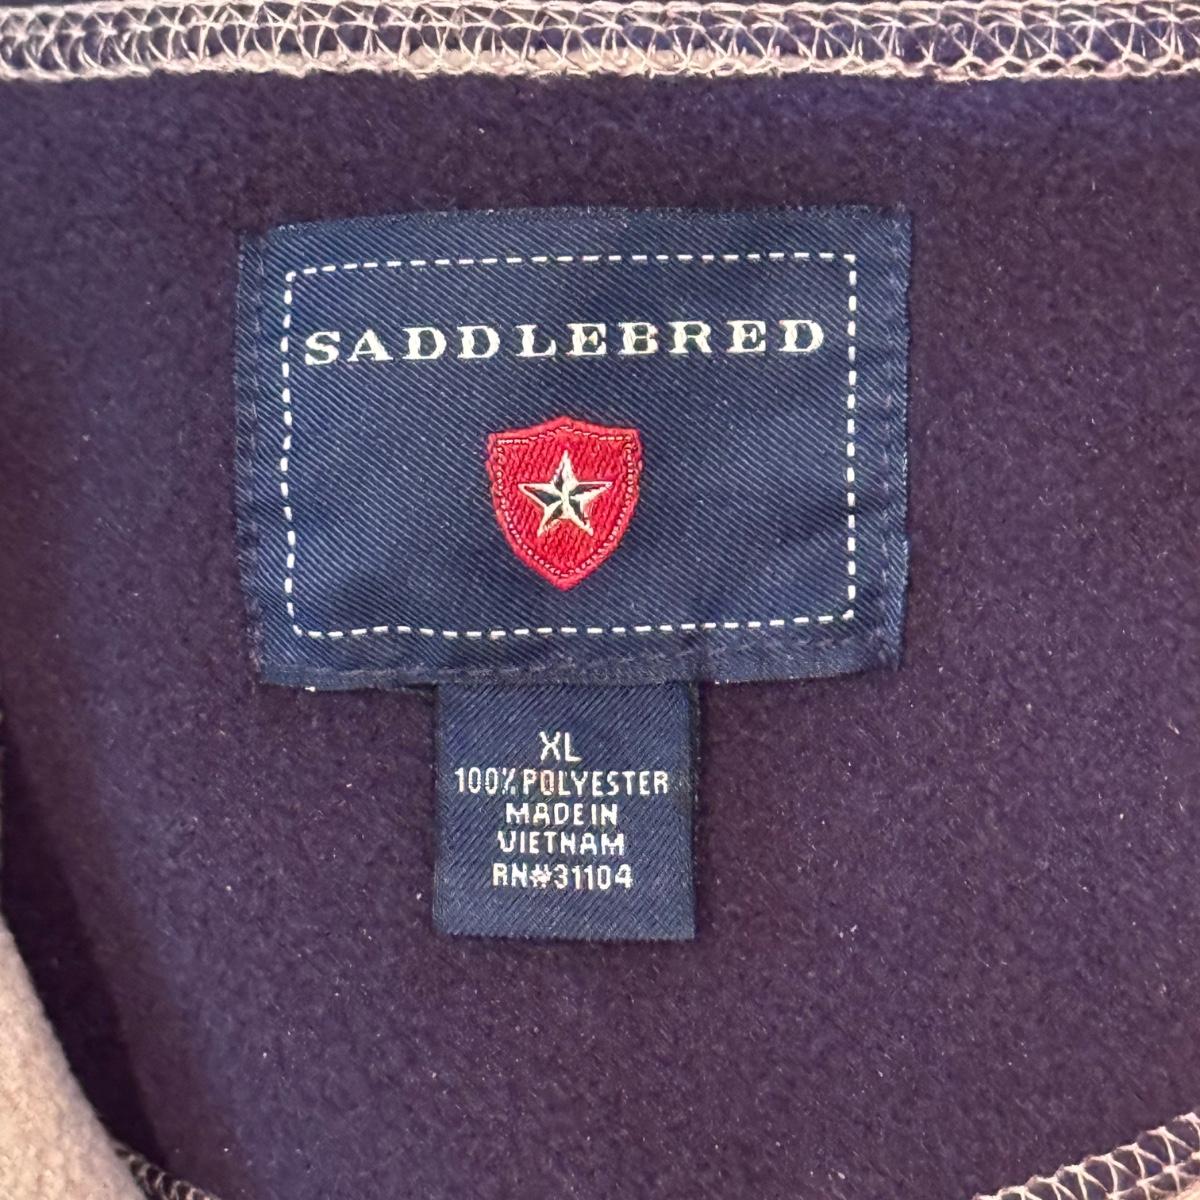 SADDLEBRED
XL
100% POLYESTER
MADE IN
VIETNAM
RN#31104